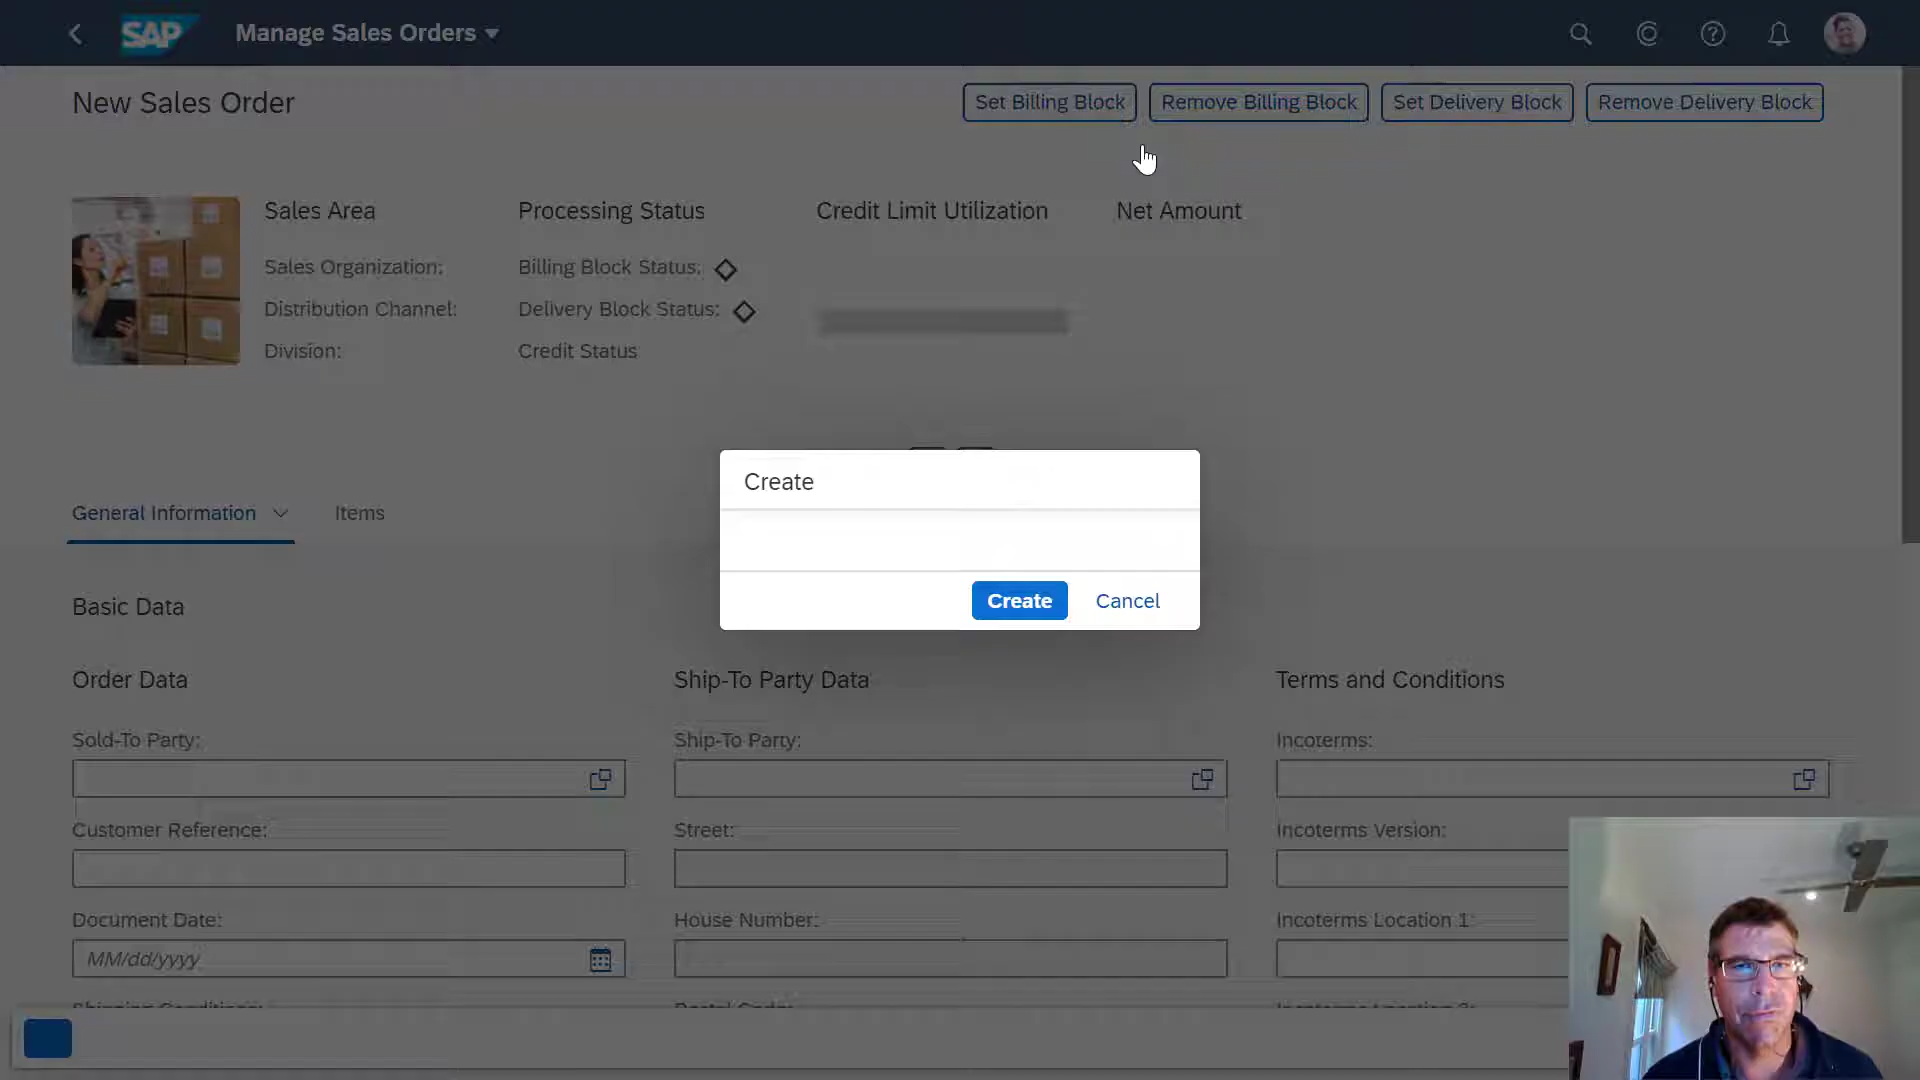 SAP
Manage Sales Orders
New Sales Order
Set Billing Block
Remove Billing Block
Set Delivery Block
Remove Delivery Block
Sales Area
Processing Status
Credit Limit Utilization
Net Amount
Sales Organization:
Billing Block Status:
Distribution Channel:
Delivery Block Status:
Division:
Credit Status
Create
General Information
Items
Create
Cancel
Basic Data
Order Data
Ship-To Party Data
Terms and Conditions
Sold-To Party:
Ship-To Party:
Incoterms:
Customer Reference:
Street:
Incoterms Version:
Document Date:
House Number:
Incoterms Location 1:
MM/dd/yyyy